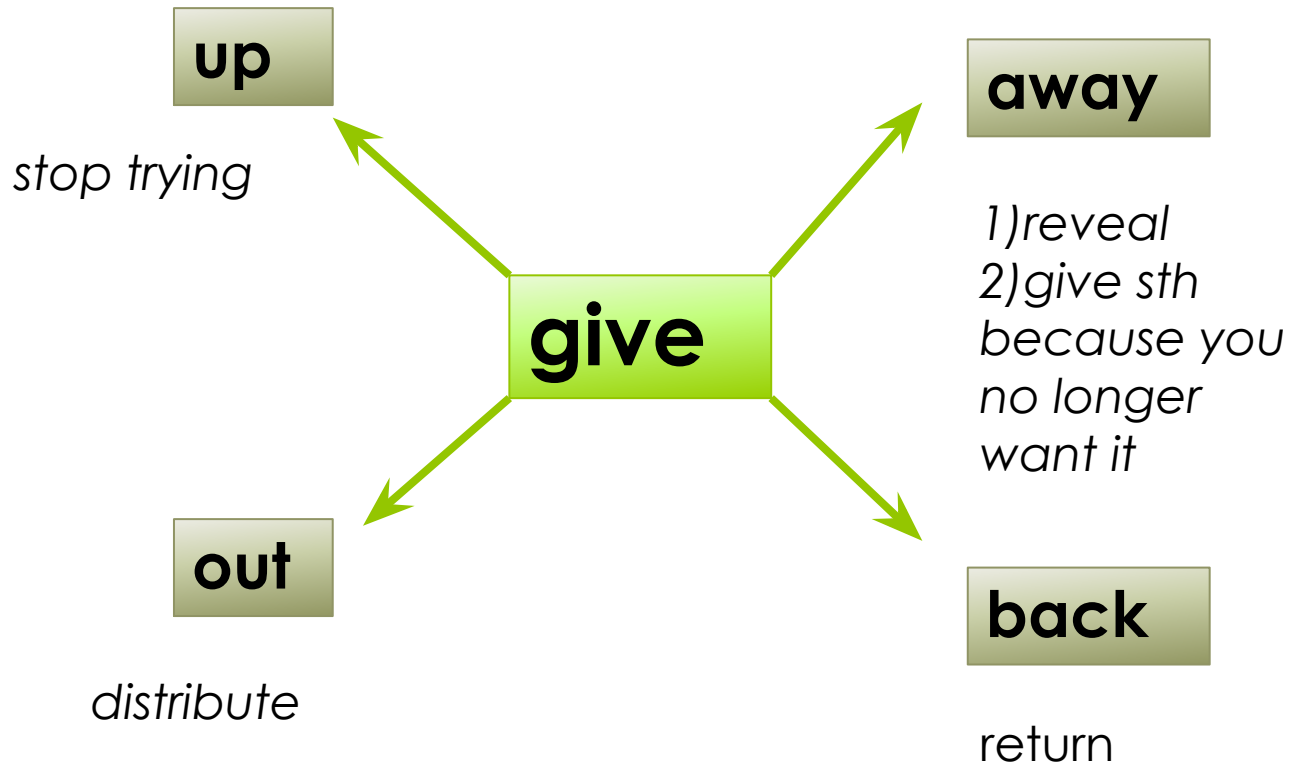 up
stop trying
away
1)reveal
2)give sth
because you
no longer
want it
give
out
distribute
back
return